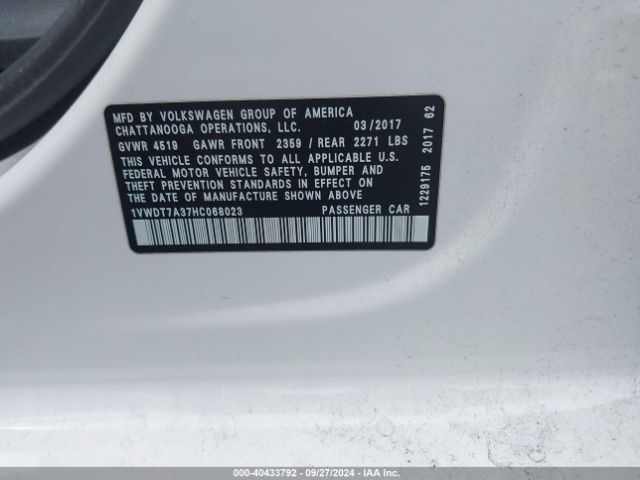 MFD BY VOLKSWAGEN GROUP OF AMERICA
CHATTANOOGA OPERATIONS, LLC. 03/2017
GVWR 4519 GAWR FRONT 2359 / REAR 2271 LBS
THIS VEHICLE CONFORMS TO ALL APPLICABLE U.S.
FEDERAL MOTOR VEHICLE SAFETY, BUMPER AND
THEFT PREVENTION STANDARDS IN EFFECT ON
THE DATE OF MANUFACTURE SHOWN ABOVE
1VWDT7A37HC068023 PASSENGER CAR
1229175 2017 62
000-40433792 - 09/27/2024 - IAA Inc.